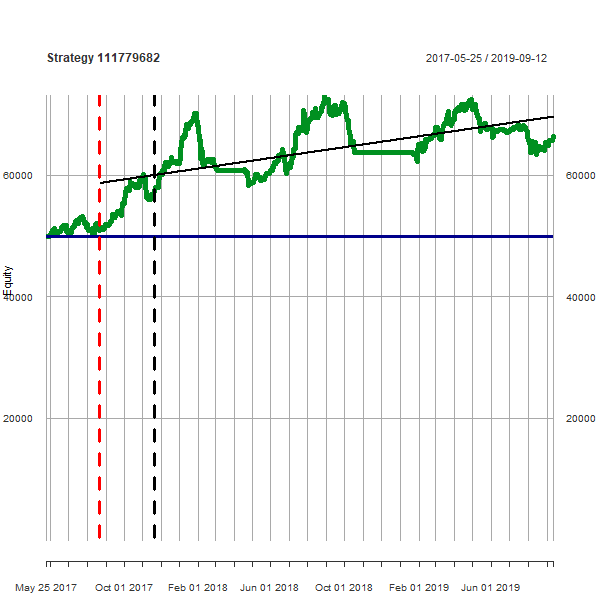 Strategy 111779682
2017-05-25 / 2019-09-12
60000
60000
Equity
40000
40000
20000
20000
May 25 2017
Oct 01 2017
Feb 01 2018
Jun 01 2018
Oct 01 2018
Feb 01 2019
Jun 01 2019